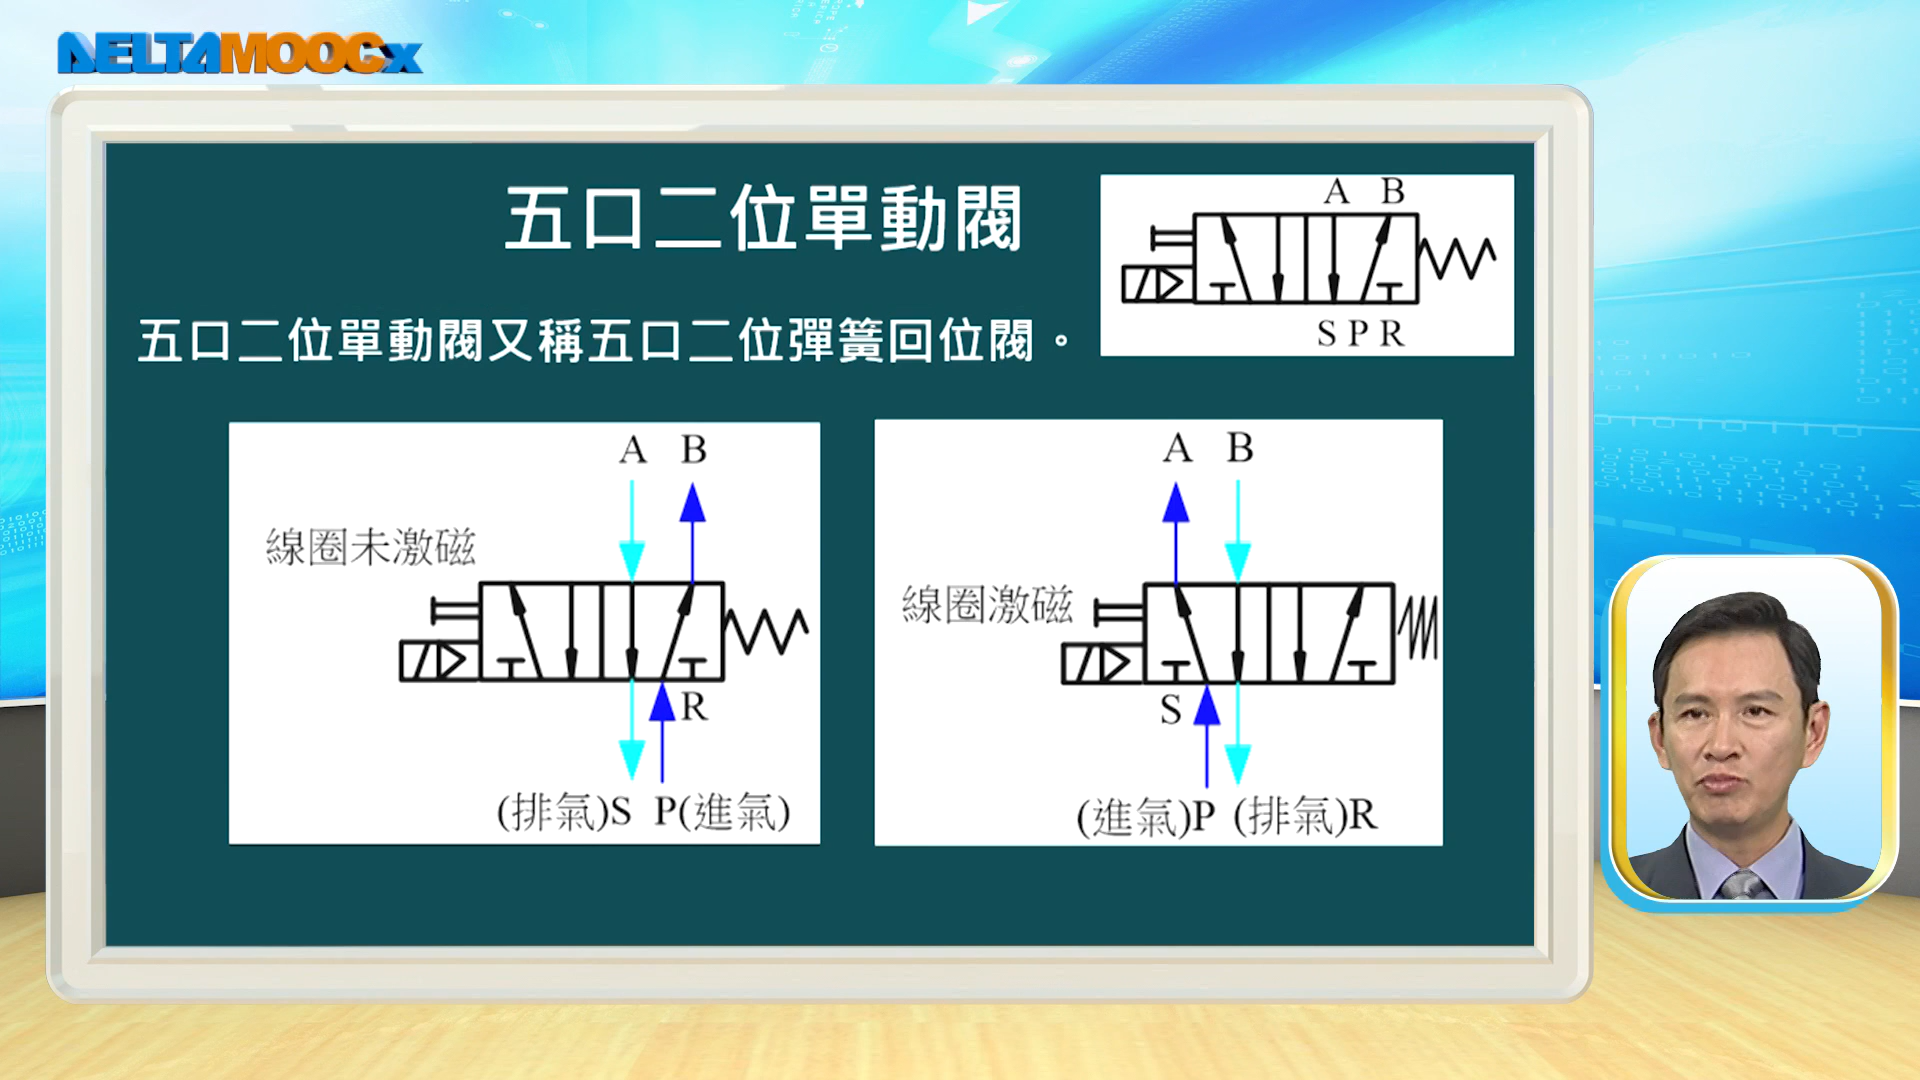 DELTAMOOCx
五口二位單動閥
A B
S P R
五口二位單動閥又稱五口二位彈簧回位閥。
A B
線圈未激磁
R
(排氣)S P(進氣)
A B
線圈激磁
S
(進氣)P (排氣)R